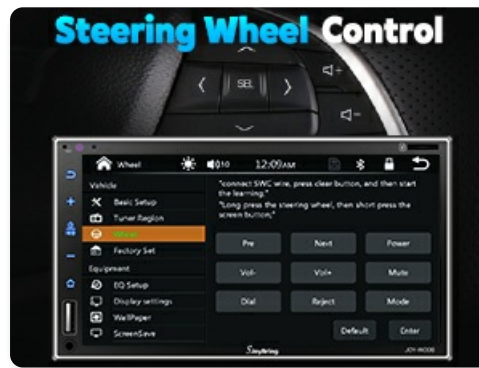 Steering Wheel Control
SEL
Wheel
10
12:09AM
Vehicle
Basic Setup
Tuner Region
Wheel
Factory Set
Equipment
EQ Setup
Display settings
WallPaper
ScreenSave
"connect SWC wire, press clear button, and then start
the learning;"
"Long press the steering wheel, then short press the
screen button;"
Pre
Next
Power
Vol-
Vol+
Mute
Dial
Reject
Mode
Default
Enter